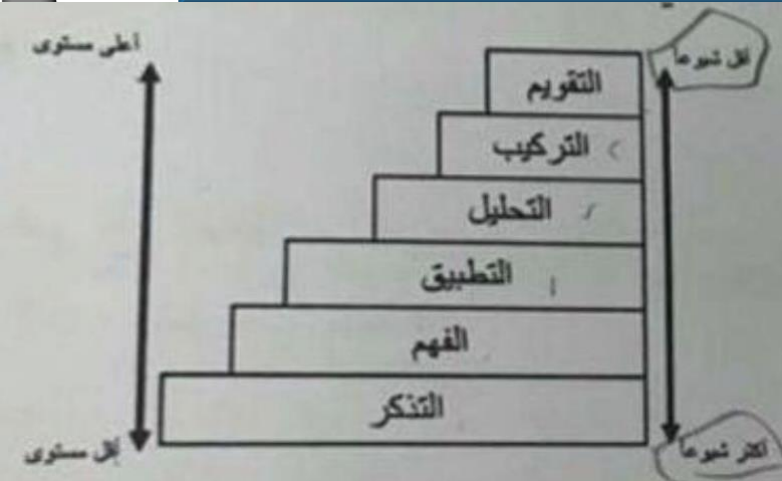 أعلى مستوى
أقل شيوعاً
التقويم
التركيب
التحليل
التطبيق
الفهم
التذكر
أقل مستوى
أكثر شيوعاً